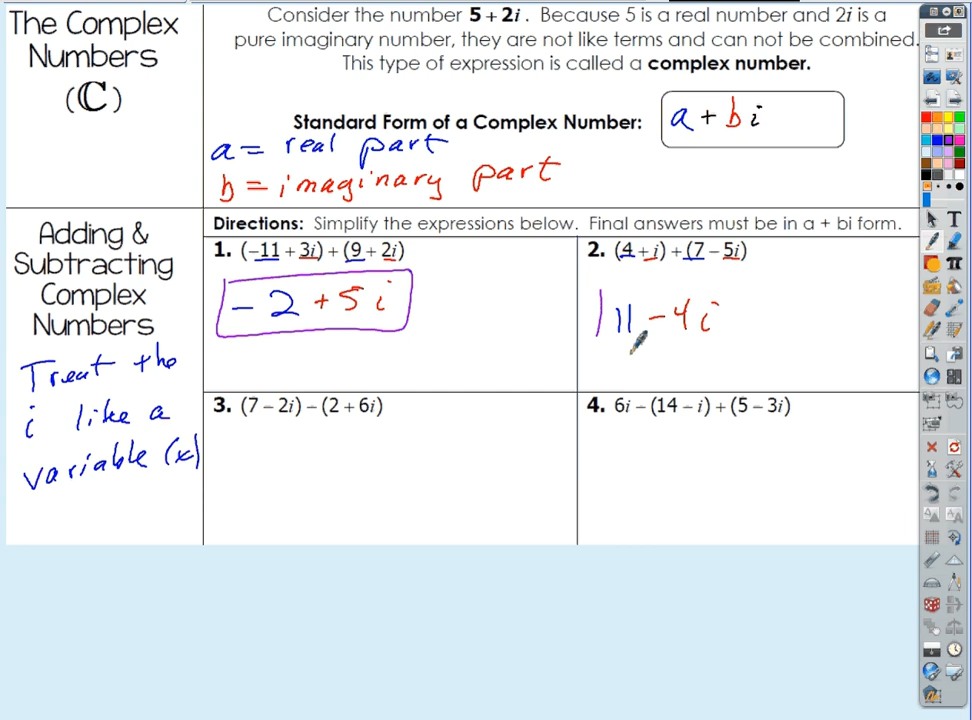 The Complex
Numbers
(ℂ)
Consider the number 5 + 2i. Because 5 is a real number and 2i is a
pure imaginary number, they are not like terms and can not be combined.
This type of expression is called a complex number.
Standard Form of a Complex Number: a + bi
a = real part
b = imaginary part
Adding &
Subtracting
Complex
Numbers
Treat the
i like a
variable (x)
Directions: Simplify the expressions below. Final answers must be in a + bi form.
1. (-11 + 3i) + (9 + 2i)
-2 + 5i
2. (4 + i) + (7 - 5i)
11 - 4i
3. (7 - 2i) - (2 + 6i)
4. 6i - (14 - i) + (5 - 3i)